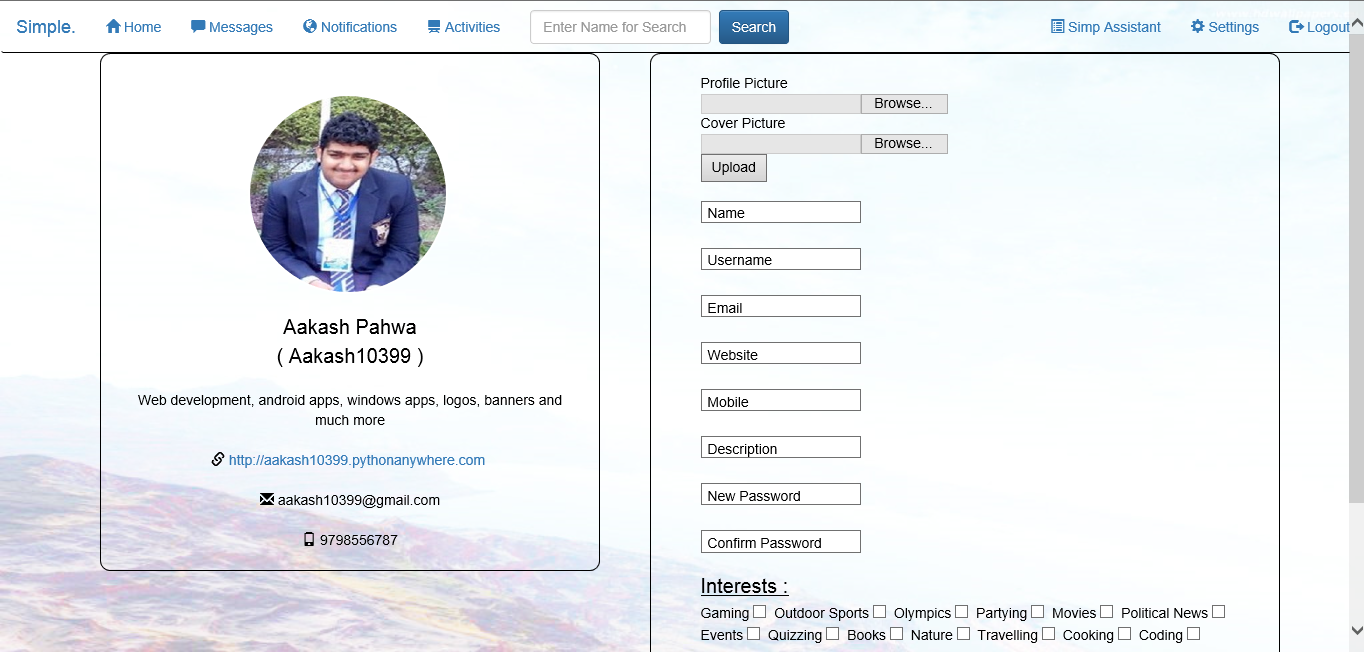 Simple. Home Messages Notifications Activities Enter Name for Search Search Simp Assistant Settings Logout
Aakash Pahwa
( Aakash10399 )
Web development, android apps, windows apps, logos, banners and
much more
http://aakash10399.pythonanywhere.com
aakash10399@gmail.com
9798556787
Profile Picture
Browse...
Cover Picture
Browse...
Upload
Name
Username
Email
Website
Mobile
Description
New Password
Confirm Password
Interests :
Gaming Outdoor Sports Olympics Partying Movies Political News
Events Quizzing Books Nature Travelling Cooking Coding